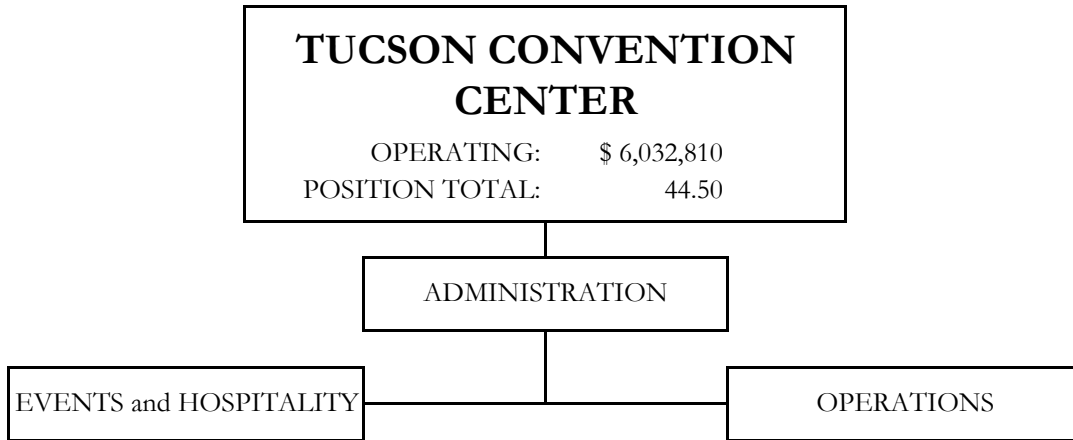 TUCSON CONVENTION
CENTER
OPERATING: $ 6,032,810
POSITION TOTAL: 44.50
ADMINISTRATION
EVENTS and HOSPITALITY
OPERATIONS